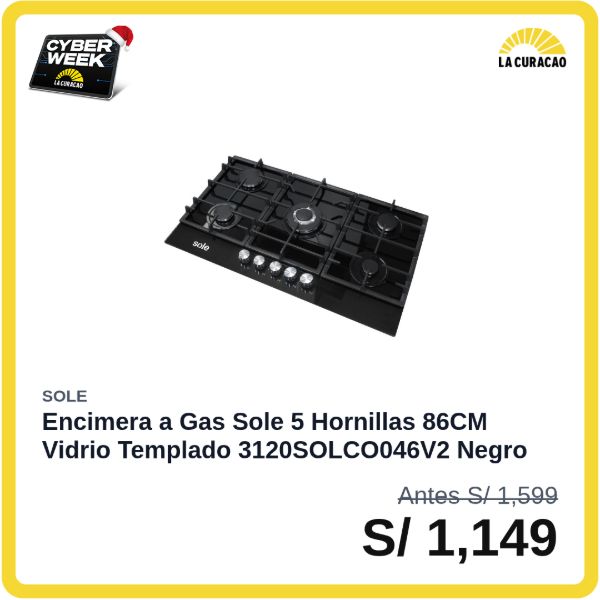 CYBER
WEEK
LA CURACAO
LA CURACAO
sole
SOLE
Encimera a Gas Sole 5 Hornillas 86CM
Vidrio Templado 3120SOLCO046V2 Negro
Antes S/ 1,599
S/ 1,149